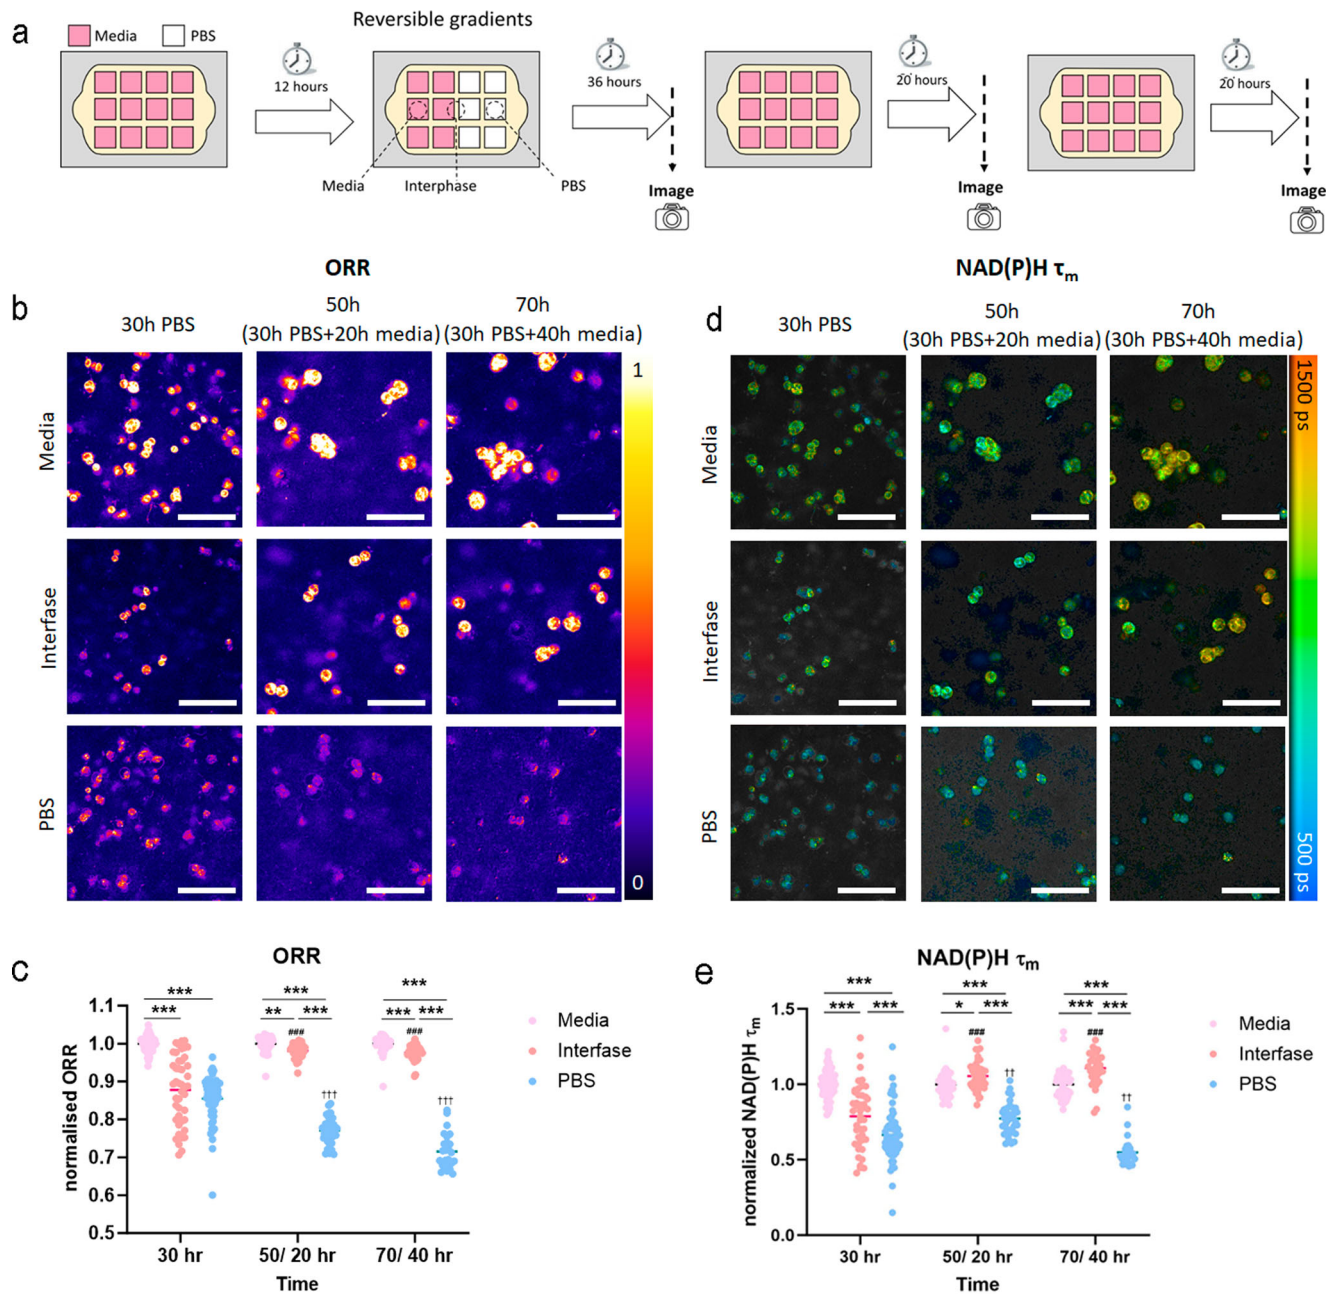 a
Media
PBS
Reversible gradients
12 hours
36 hours
20 hours
20 hours
Media
Interphase
PBS
Image
Image
Image
ORR
NAD(P)H τm
b
30h PBS
50h
(30h PBS+20h media)
70h
(30h PBS+40h media)
d
30h PBS
50h
(30h PBS+20h media)
70h
(30h PBS+40h media)
Media
Interfase
PBS
1
0
Media
Interfase
PBS
1500 ps
500 ps
c
ORR
normalised ORR
1.1
1.0
0.9
0.8
0.7
0.6
0.5
***
***
***
**
***
***
***
***
###
###
†††
†††
30 hr
50/ 20 hr
70/ 40 hr
Time
Media
Interfase
PBS
e
NAD(P)H τm
normalized NAD(P)H τm
1.5
1.0
0.5
0.0
***
***
***
***
*
***
***
***
***
###
###
††
††
30 hr
50/ 20 hr
70/ 40 hr
Time
Media
Interfase
PBS